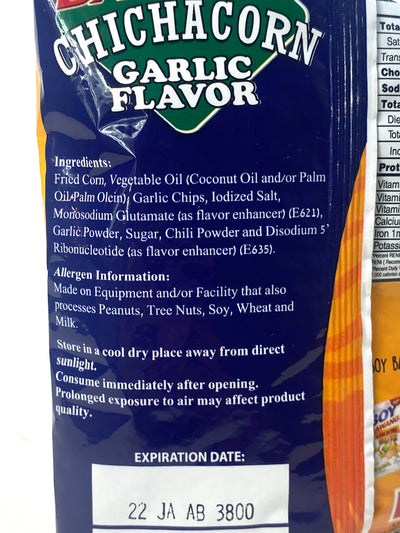 CHICHACORN
GARLIC
FLAVOR
Ingredients:
Fried Corn, Vegetable Oil (Coconut Oil and/or Palm
Oil/Palm Olein), Garlic Chips, Iodized Salt,
Monosodium Glutamate (as flavor enhancer) (E621),
Garlic Powder, Sugar, Chili Powder and Disodium 5'
Ribonucleotide (as flavor enhancer) (E635).
Allergen Information:
Made on Equipment and/or Facility that also
processes Peanuts, Tree Nuts, Soy, Wheat and
Milk.
Store in a cool dry place away from direct
sunlight.
Consume immediately after opening.
Prolonged exposure to air may affect product
quality.
EXPIRATION DATE:
22 JA AB 3800